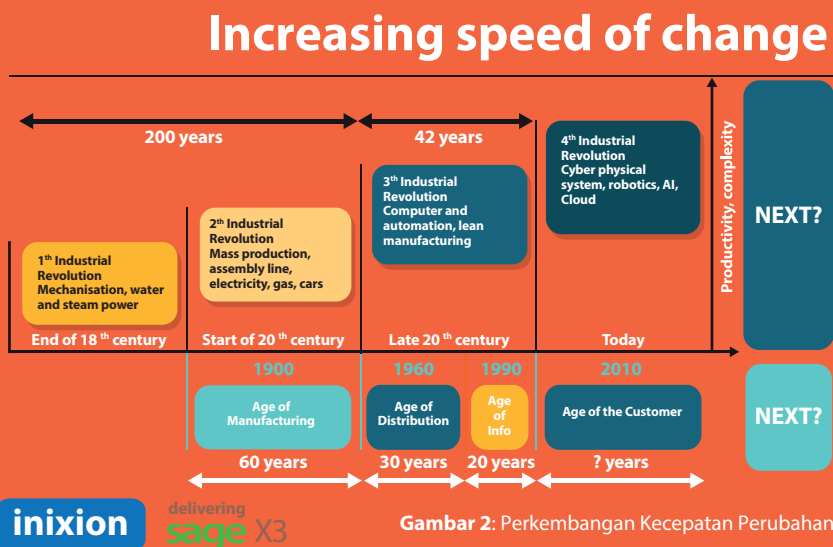 Increasing speed of change
200 years
42 years
1th Industrial
Revolution
Mechanisation, water
and steam power
2th Industrial
Revolution
Mass production,
assembly line,
electricity, gas, cars
3th Industrial
Revolution
Computer and
automation, lean
manufacturing
4th Industrial
Revolution
Cyber physical
system, robotics, AI,
Cloud
Productivity, complexity
NEXT?
End of 18 th century
Start of 20 th century
Late 20 th century
Today
1900
1960
1990
2010
Age of
Manufacturing
Age of
Distribution
Age
of
Info
Age of the Customer
NEXT?
60 years
30 years
20 years
? years
inixion
delivering
sage X3
Gambar 2: Perkembangan Kecepatan Perubahan